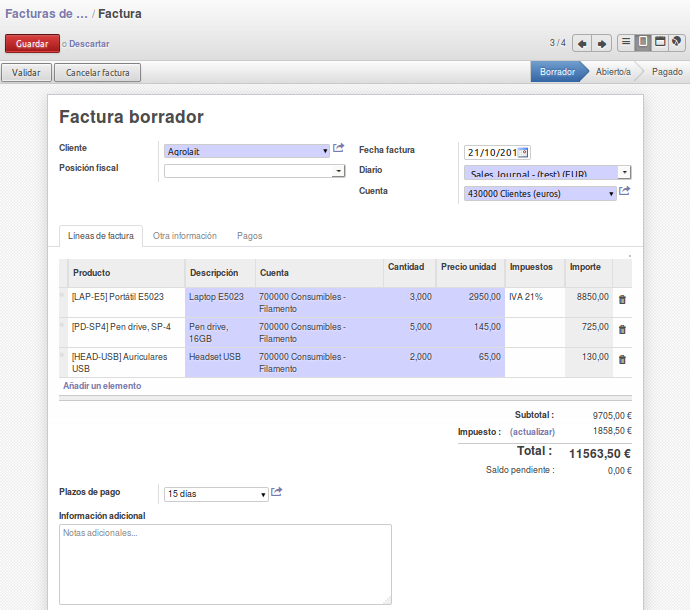 Facturas de ... / Factura
Guardar o Descartar 3 / 4
Validar Cancelar factura Borrador Abierto/a Pagado
Factura borrador
Cliente Agrolait
Posición fiscal
Fecha factura 21/10/201
Diario Sales Journal - (test) (EUR)
Cuenta 430000 Clientes (euros)
Líneas de factura Otra información Pagos
Producto Descripción Cuenta Cantidad Precio unidad Impuestos Importe
[LAP-E5] Portátil E5023 Laptop E5023 700000 Consumibles - 3,000 2950,00 IVA 21% 8850,00
Filamento
[PD-SP4] Pen drive, SP-4 Pen drive, 700000 Consumibles - 5,000 145,00 725,00
16GB Filamento
[HEAD-USB] Auriculares Headset USB 700000 Consumibles - 2,000 65,00 130,00
USB Filamento
Añadir un elemento
Subtotal : 9705,00 €
Impuesto : (actualizar) 1858,50 €
Total : 11563,50 €
Saldo pendiente : 0,00 €
Plazos de pago 15 días
Información adicional
Notas adicionales...